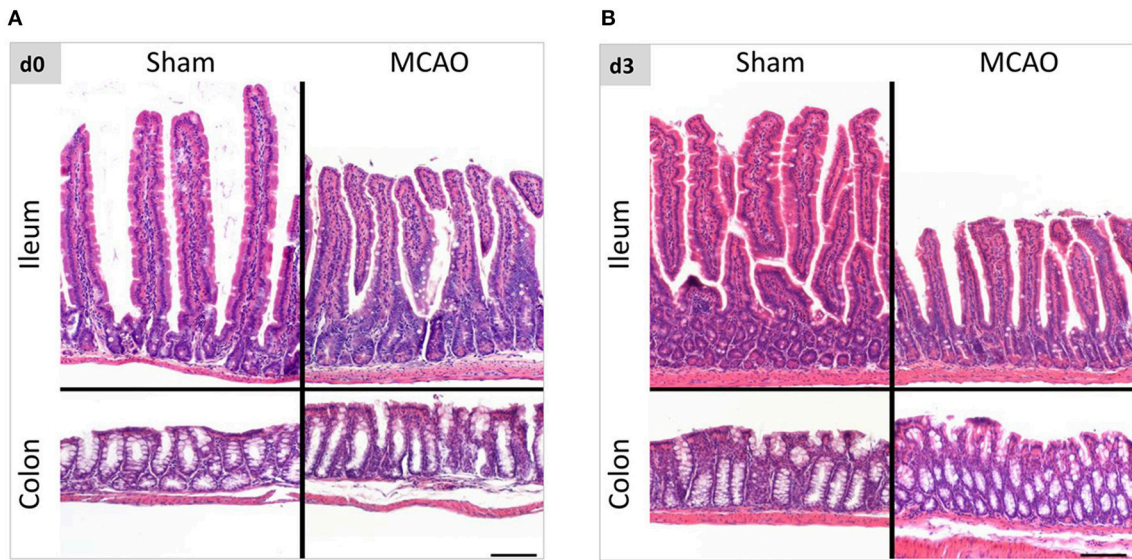 A
d0
Sham
MCAO
Ileum
Colon
B
d3
Sham
MCAO
Ileum
Colon